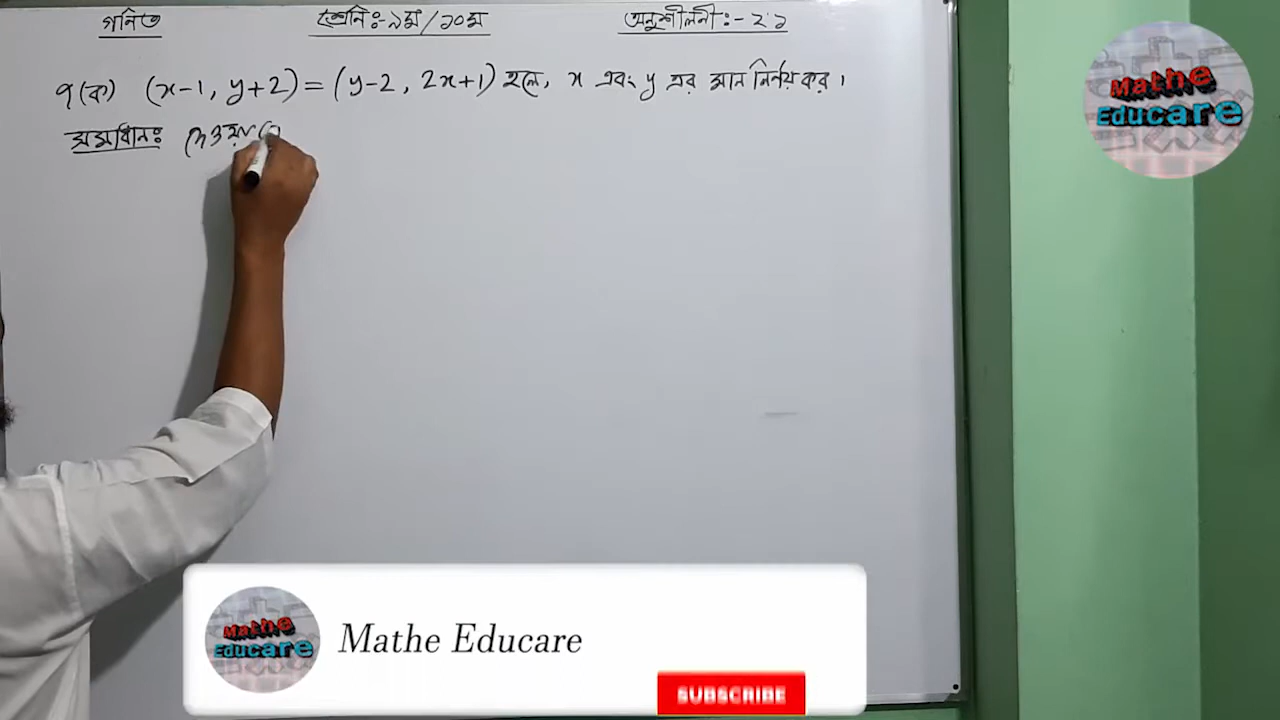 গনিত শ্রেনিঃ-৯ম/১০ম অনুশীলনীঃ-২.১
Mathe
Educare
৭(ক) (x-1, y+2) = (y-2, 2x+1) হলে, x এবং y এর মান নির্ণয় কর।
সমাধানঃ দেওয়া
Mathe
Educare
Mathe Educare
SUBSCRIBE